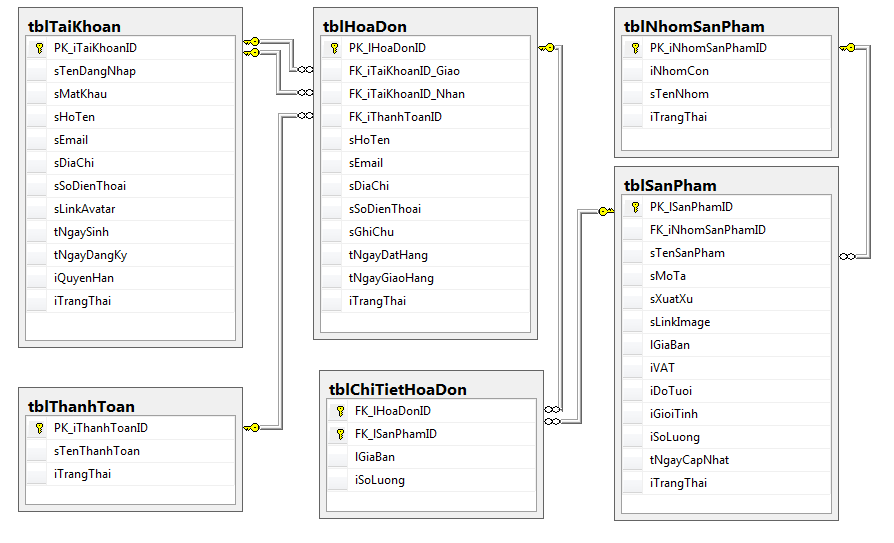 tblTaiKhoan
PK_iTaiKhoanID
sTenDangNhap
sMatKhau
sHoTen
sEmail
sDiaChi
sSoDienThoai
sLinkAvatar
tNgaySinh
tNgayDangKy
iQuyenHan
iTrangThai
tblHoaDon
PK_lHoaDonID
FK_iTaiKhoanID_Giao
FK_iTaiKhoanID_Nhan
FK_iThanhToanID
sHoTen
sEmail
sDiaChi
sSoDienThoai
sGhiChu
tNgayDatHang
tNgayGiaoHang
iTrangThai
tblNhomSanPham
PK_iNhomSanPhamID
iNhomCon
sTenNhom
iTrangThai
tblSanPham
PK_lSanPhamID
FK_iNhomSanPhamID
sTenSanPham
sMoTa
sXuatXu
sLinkImage
lGiaBan
iVAT
iDoTuoi
iGioiTinh
iSoLuong
tNgayCapNhat
iTrangThai
tblThanhToan
PK_iThanhToanID
sTenThanhToan
iTrangThai
tblChiTietHoaDon
FK_lHoaDonID
FK_lSanPhamID
lGiaBan
iSoLuong